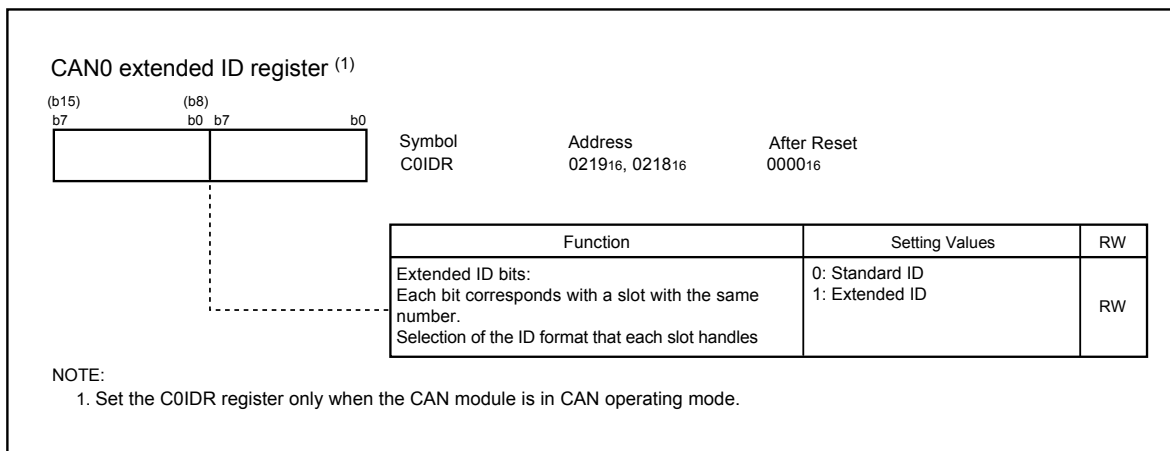 CAN0 extended ID register (1)
(b15) (b8)
b7 b0 b7 b0
Symbol Address After Reset
C0IDR 021916, 021816 000016
Function Setting Values RW
Extended ID bits: 0: Standard ID
Each bit corresponds with a slot with the same 1: Extended ID
number. RW
Selection of the ID format that each slot handles
NOTE:
1. Set the C0IDR register only when the CAN module is in CAN operating mode.